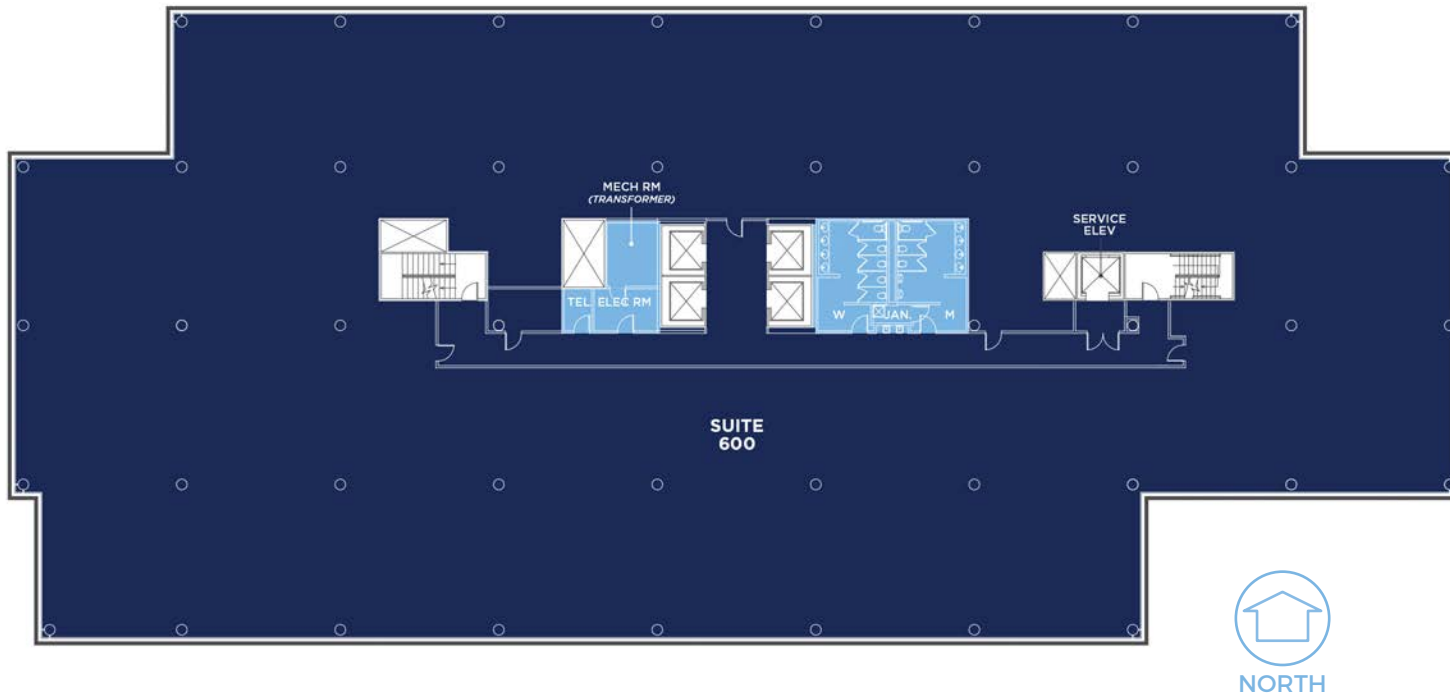 MECH RM
(TRANSFORMER)
SERVICE
ELEV
TEL ELEC RM
W JAN. M
SUITE
600
NORTH